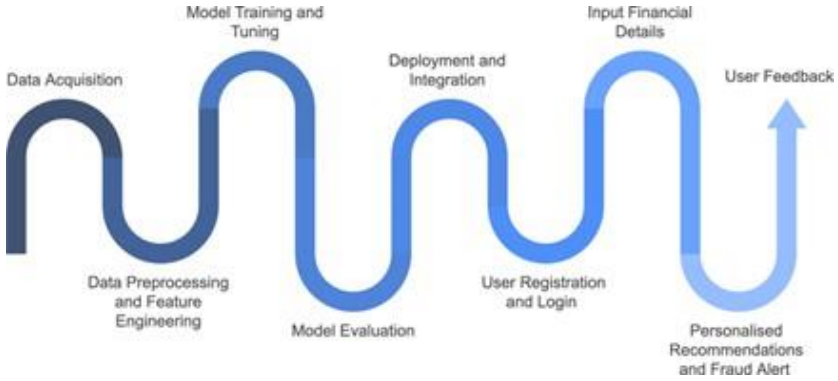 Data Acquisition
Data Preprocessing
and Feature
Engineering
Model Training and
Tuning
Model Evaluation
Deployment and
Integration
User Registration
and Login
Input Financial
Details
Personalised
Recommendations
and Fraud Alert
User Feedback